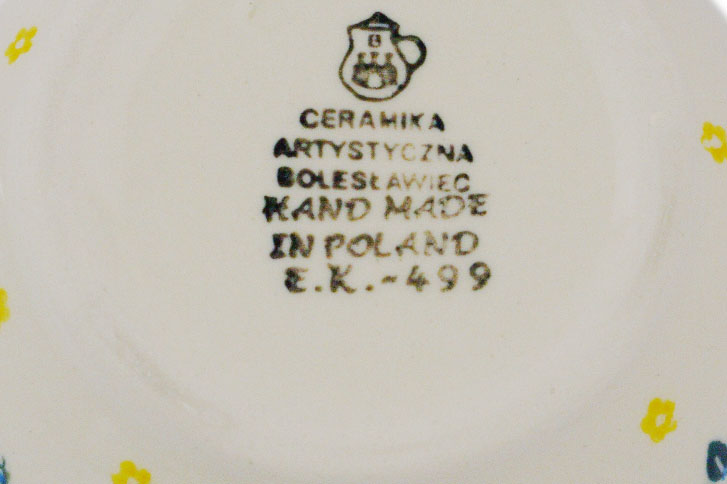 B
CERAMIKA
ARTYSTYCZNA
BOLESŁAWIEC
HAND MADE
IN POLAND
E.K.-499